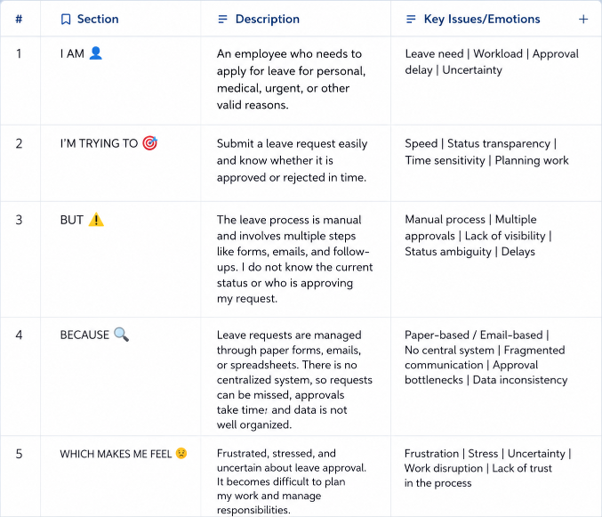 # Section Description Key Issues/Emotions +
1 I AM 👤
An employee who needs to
apply for leave for personal,
medical, urgent, or other
valid reasons.
Leave need | Workload | Approval
delay | Uncertainty
2 I'M TRYING TO 🎯
Submit a leave request easily
and know whether it is
approved or rejected in time.
Speed | Status transparency |
Time sensitivity | Planning work
3 BUT ⚠️
The leave process is manual
and involves multiple steps
like forms, emails, and follow-
ups. I do not know the current
status or who is approving
my request.
Manual process | Multiple
approvals | Lack of visibility |
Status ambiguity | Delays
4 BECAUSE 🔍
Leave requests are managed
through paper forms, emails,
or spreadsheets. There is no
centralized system, so requests
can be missed, approvals
take time, and data is not
well organized.
Paper-based / Email-based |
No central system | Fragmented
communication | Approval
bottlenecks | Data inconsistency
5 WHICH MAKES ME FEEL 😟
Frustrated, stressed, and
uncertain about leave approval.
It becomes difficult to plan
my work and manage
responsibilities.
Frustration | Stress | Uncertainty |
Work disruption | Lack of trust
in the process